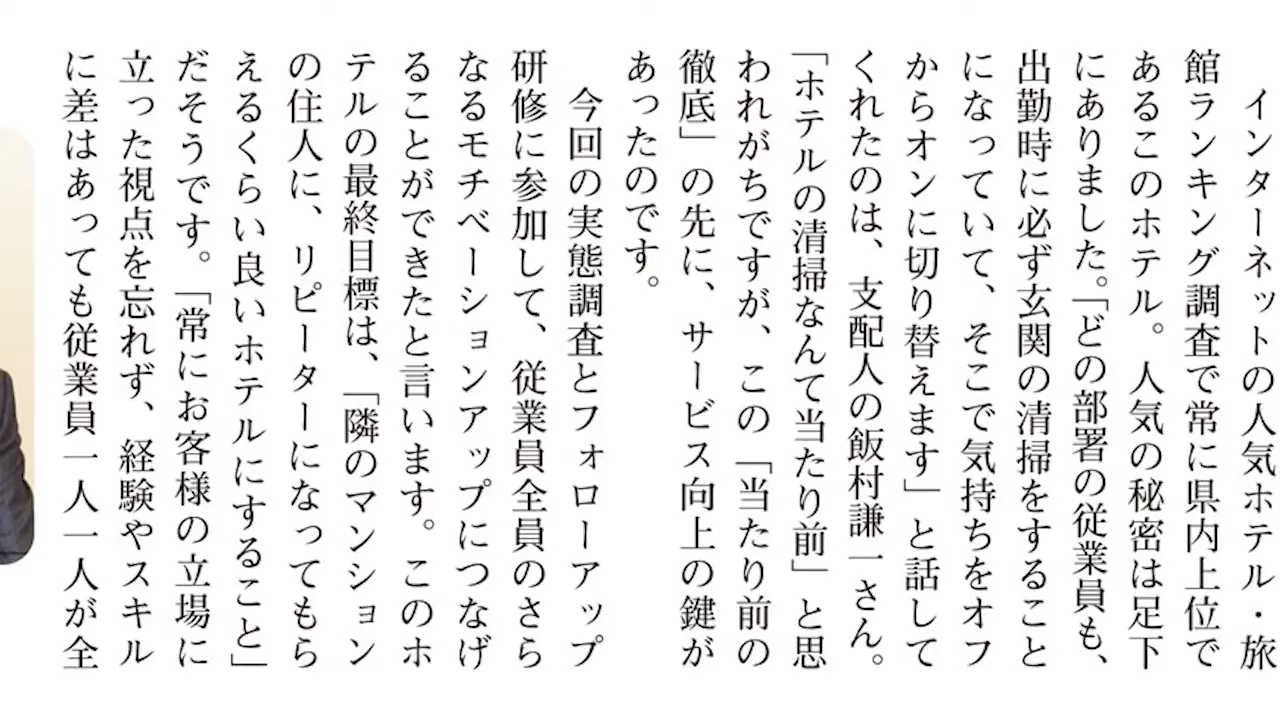 インターネットの人気ホテル・旅
館ランキング調査で常に県内上位で
あるこのホテル。人気の秘密は足下
にありました。「どの部署の従業員も、
出勤時に必ず玄関の清掃をすること
になっていて、そこで気持ちをオフ
からオンに切り替えます」と話して
くれたのは、支配人の飯村謙一さん。
「ホテルの清掃なんて当たり前」と思
われがちですが、この「当たり前の
徹底」の先に、サービス向上の鍵が
あったのです。
今回の実態調査とフォローアップ
研修に参加して、従業員全員のさら
なるモチベーションアップにつなげ
ることができたと言います。このホ
テルの最終目標は、「隣のマンション
の住人に、リピーターになってもら
えるくらい良いホテルにすること」
だそうです。「常にお客様の立場に
立った視点を忘れず、経験やスキル
に差はあっても従業員一人一人が全